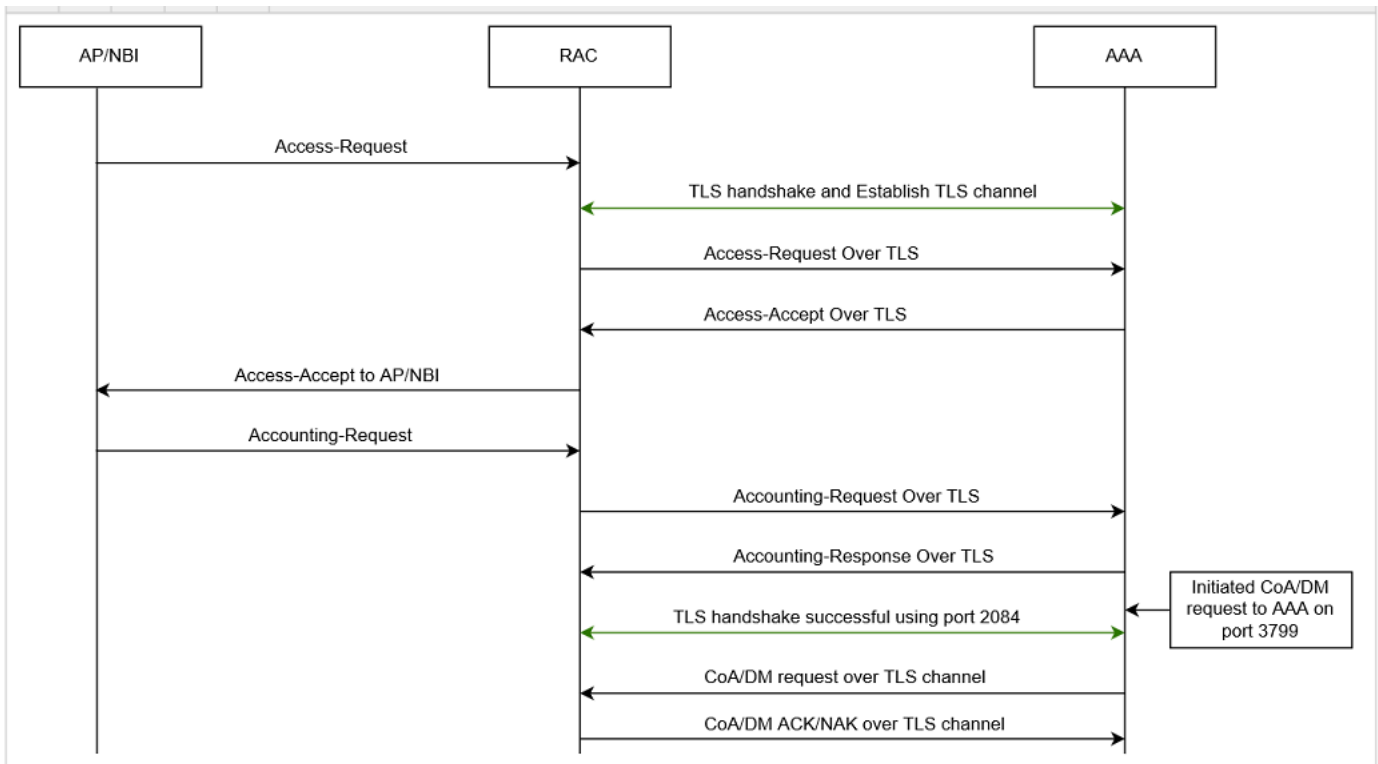 AP/NBI
RAC
AAA
Access-Request
TLS handshake and Establish TLS channel
Access-Request Over TLS
Access-Accept Over TLS
Access-Accept to AP/NBI
Accounting-Request
Accounting-Request Over TLS
Accounting-Response Over TLS
Initiated CoA/DM
request to AAA on
port 3799
TLS handshake successful using port 2084
CoA/DM request over TLS channel
CoA/DM ACK/NAK over TLS channel